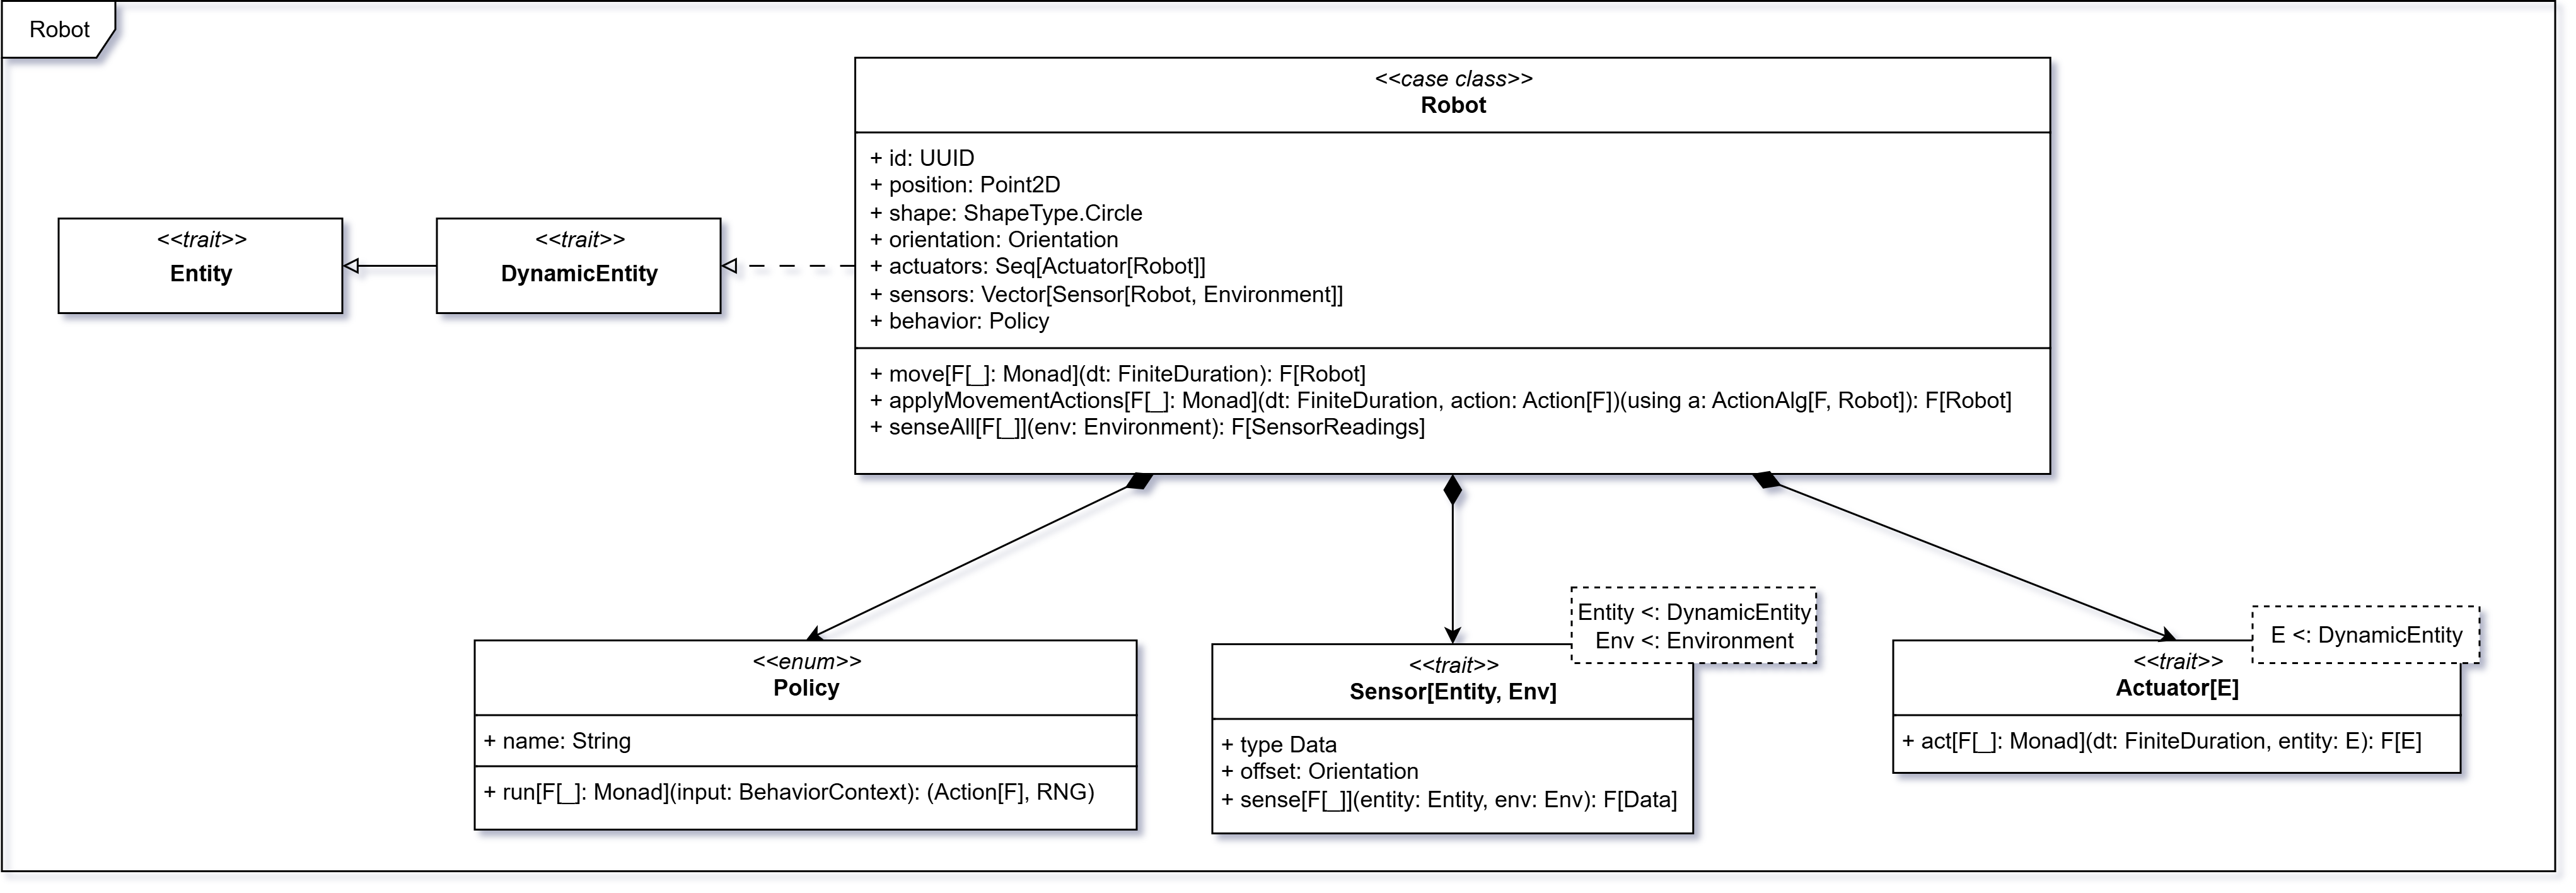 Robot
<<case class>>
Robot
+ id: UUID
+ position: Point2D
+ shape: ShapeType.Circle
+ orientation: Orientation
+ actuators: Seq[Actuator[Robot]]
+ sensors: Vector[Sensor[Robot, Environment]]
+ behavior: Policy
+ move[F[_]: Monad](dt: FiniteDuration): F[Robot]
+ applyMovementActions[F[_]: Monad](dt: FiniteDuration, action: Action[F])(using a: ActionAlg[F, Robot]): F[Robot]
+ senseAll[F[_]](env: Environment): F[SensorReadings]
<<trait>>
Entity
<<trait>>
DynamicEntity
<<enum>>
Policy
+ name: String
+ run[F[_]: Monad](input: BehaviorContext): (Action[F], RNG)
Entity <: DynamicEntity
Env <: Environment
<<trait>>
Sensor[Entity, Env]
+ type Data
+ offset: Orientation
+ sense[F[_]](entity: Entity, env: Env): F[Data]
E <: DynamicEntity
<<trait>>
Actuator[E]
+ act[F[_]: Monad](dt: FiniteDuration, entity: E): F[E]